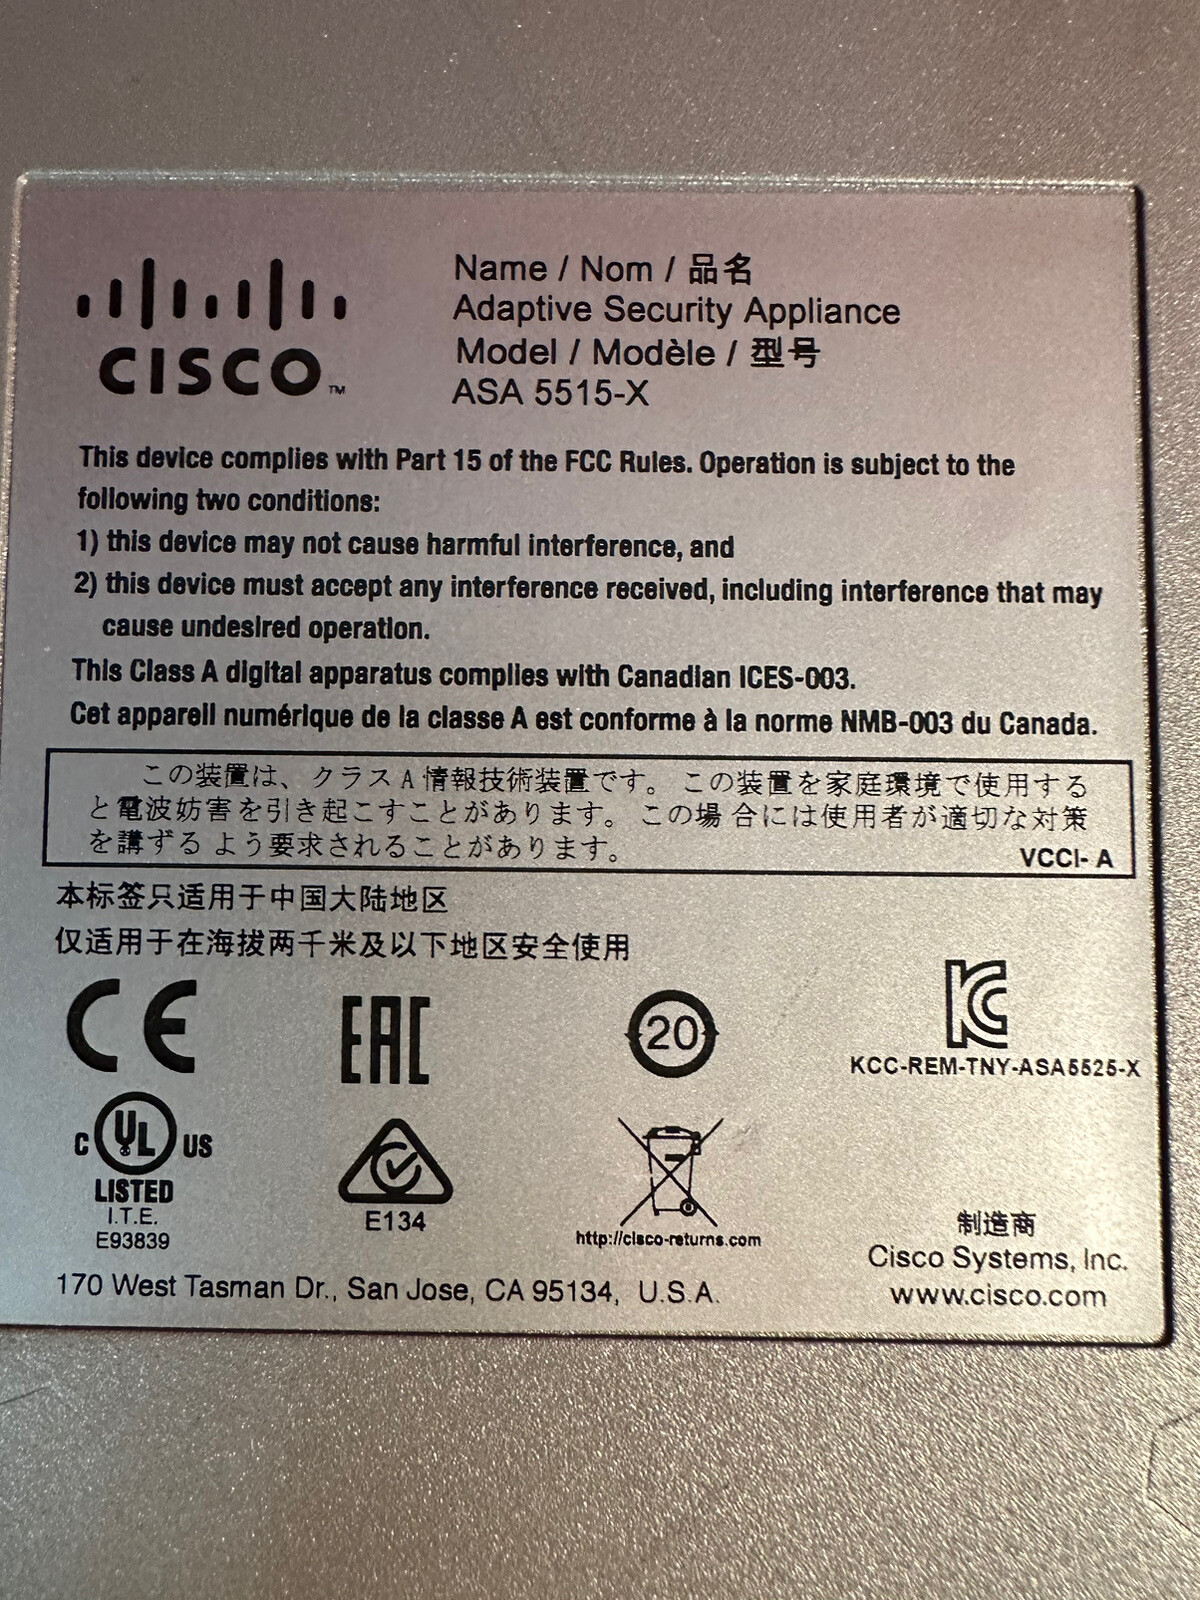 CISCO™
Name / Nom / 品名
Adaptive Security Appliance
Model / Modèle / 型号
ASA 5515-X
This device complies with Part 15 of the FCC Rules. Operation is subject to the
following two conditions:
1) this device may not cause harmful interference, and
2) this device must accept any interference received, including interference that may
cause undesired operation.
This Class A digital apparatus complies with Canadian ICES-003.
Cet appareil numérique de la classe A est conforme à la norme NMB-003 du Canada.
この装置は、クラスA情報技術装置です。この装置を家庭環境で使用する
と電波妨害を引き起こすことがあります。この場合には使用者が適切な対策
を講ずるよう要求されることがあります。
VCCI- A
本标签只适用于中国大陆地区
仅适用于在海拔两千米及以下地区安全使用
CE
EAC
20
KC
KCC-REM-TNY-ASA5525-X
C UL US
LISTED
I.T.E.
E93839
E134
http://cisco-returns.com
制造商
Cisco Systems, Inc.
www.cisco.com
170 West Tasman Dr., San Jose, CA 95134, U.S.A.